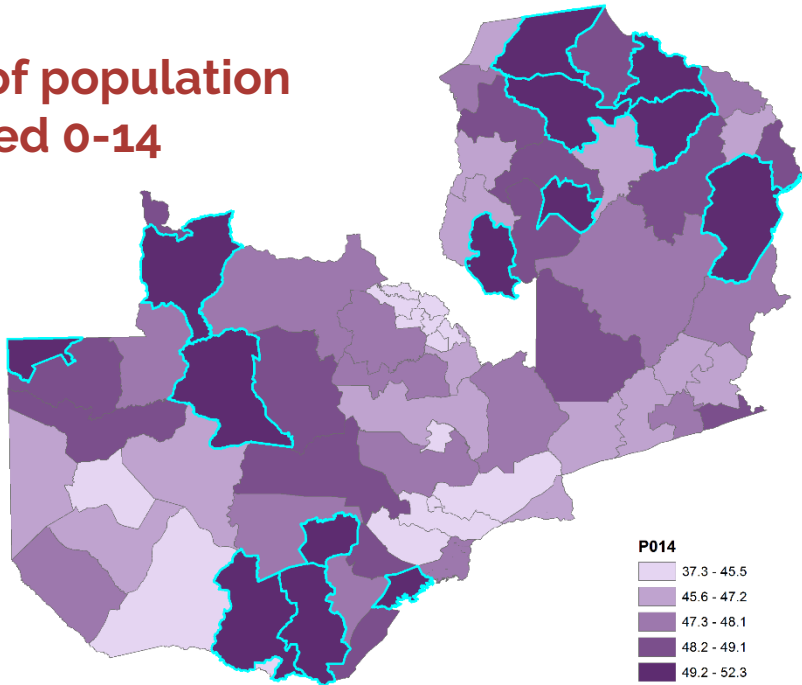 of population
ed 0-14
P014
37.3 - 45.5
45.6 - 47.2
47.3 - 48.1
48.2 - 49.1
49.2 - 52.3